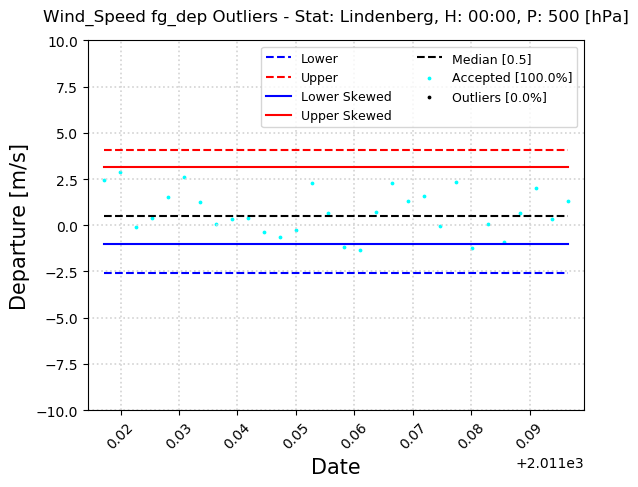 Wind_Speed fg_dep Outliers - Stat: Lindenberg, H: 00:00, P: 500 [hPa]
10.0
7.5
5.0
2.5
0.0
−2.5
−5.0
−7.5
−10.0
Departure [m/s]
Lower
Upper
Lower Skewed
Upper Skewed
Median [0.5]
Accepted [100.0%]
Outliers [0.0%]
0.02
0.03
0.04
0.05
0.06
0.07
0.08
0.09
+2.011e3
Date